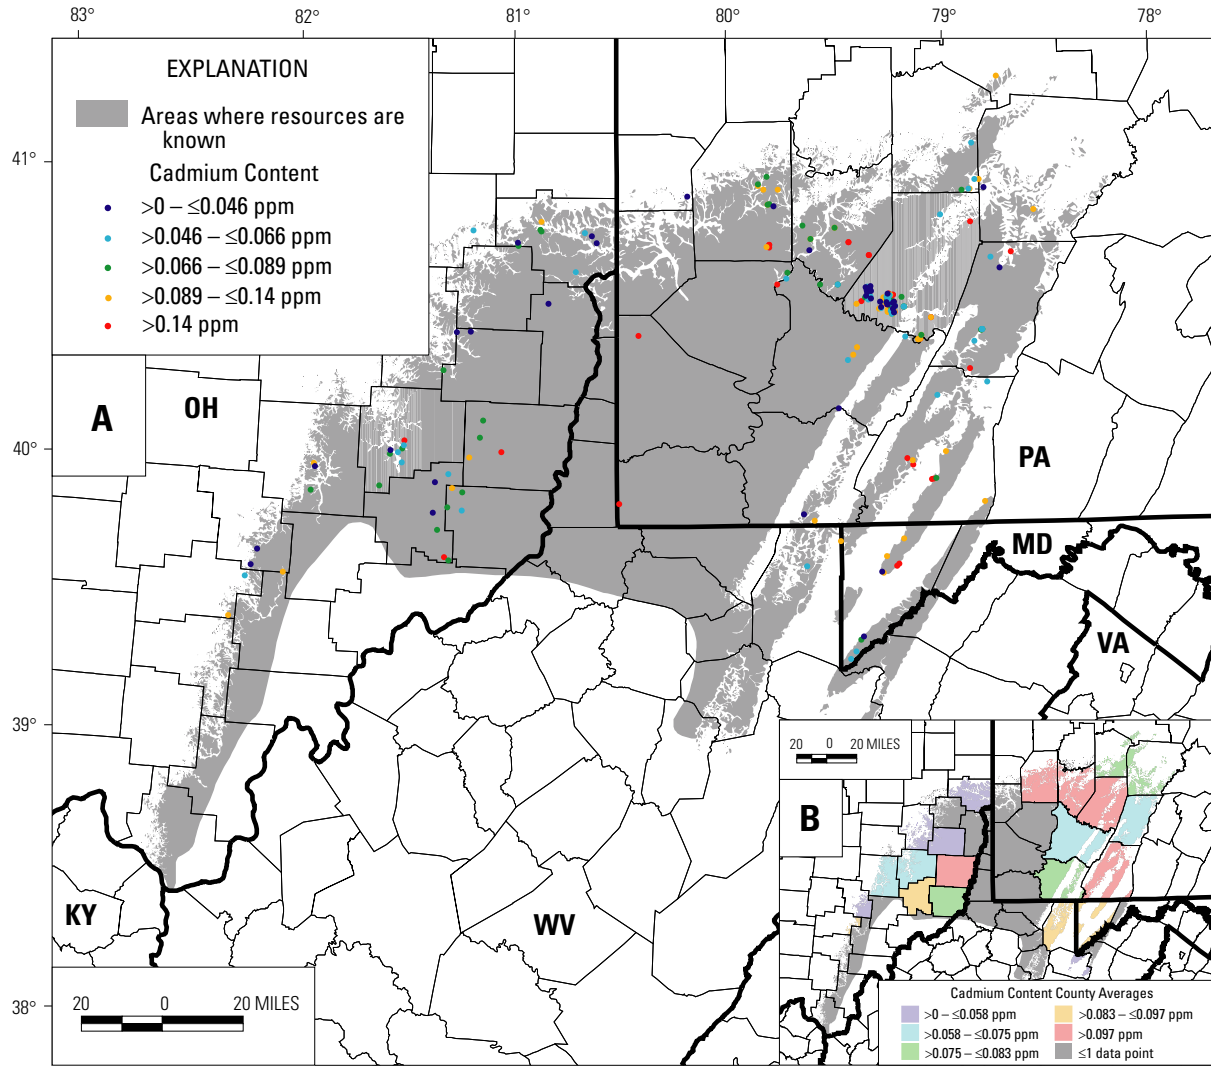 83°
82°
81°
80°
79°
78°
41°
40°
39°
38°
EXPLANATION
Areas where resources are
known
Cadmium Content
>0 – ≤0.046 ppm
>0.046 – ≤0.066 ppm
>0.066 – ≤0.089 ppm
>0.089 – ≤0.14 ppm
>0.14 ppm
A
OH
PA
MD
VA
WV
KY
20 0 20 MILES
20 0 20 MILES
B
Cadmium Content County Averages
>0 – ≤0.058 ppm
>0.058 – ≤0.075 ppm
>0.075 – ≤0.083 ppm
>0.083 – ≤0.097 ppm
>0.097 ppm
≤1 data point